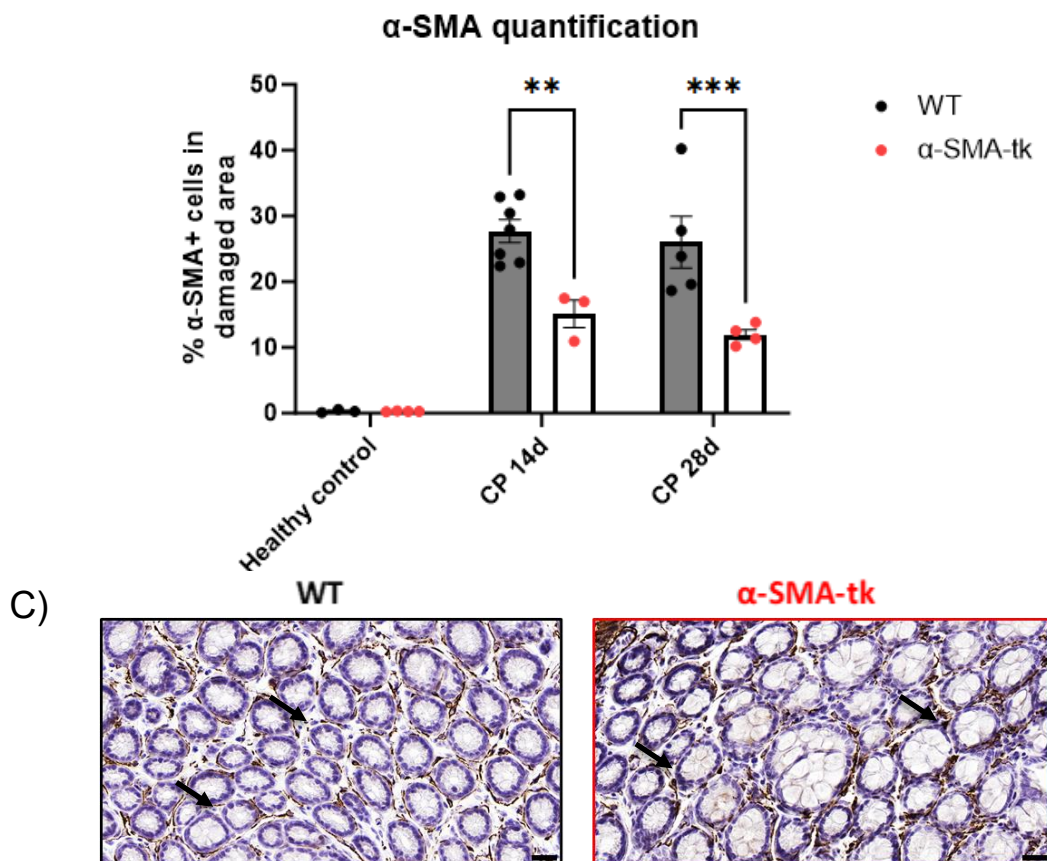 α-SMA quantification
% α-SMA+ cells in
damaged area
50
40
30
20
10
0
**
***
WT
α-SMA-tk
Healthy control
CP 14d
CP 28d
C)
WT
α-SMA-tk